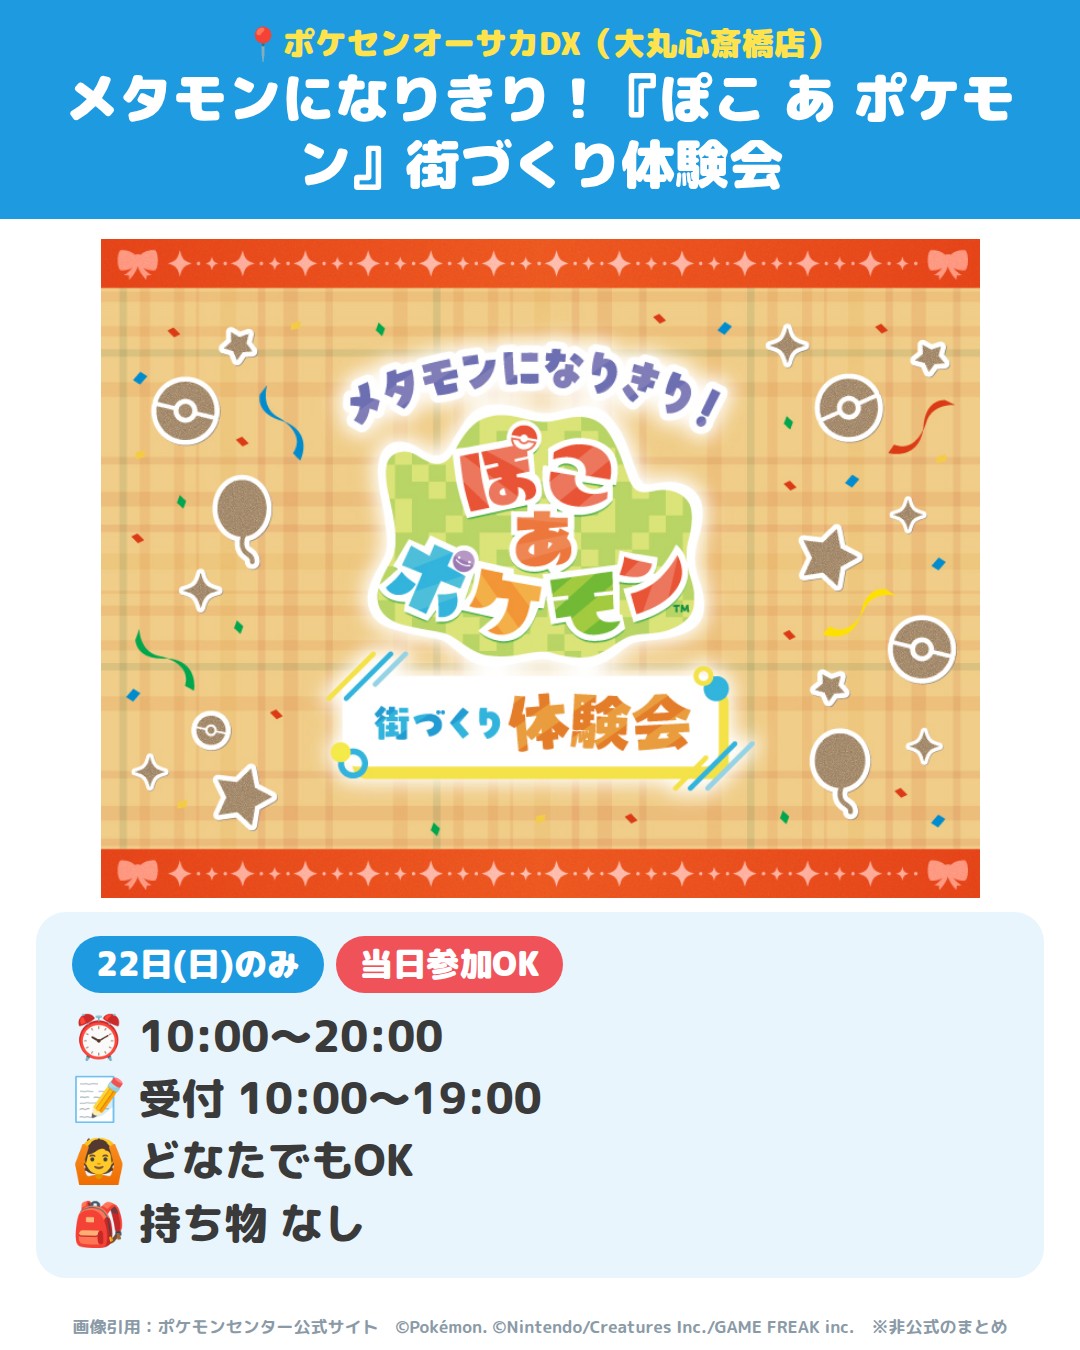 ポケセンオーサカDX（大丸心斎橋店）
メタモンになりきり！『ぽこ あ ポケモ
ン』街づくり体験会
メタモンになりきり！
ぽこ
あ
ポケモン™
街づくり体験会
22日(日)のみ 当日参加OK
10:00〜20:00
受付 10:00〜19:00
どなたでもOK
持ち物 なし
画像引用：ポケモンセンター公式サイト ©Pokémon. ©Nintendo/Creatures Inc./GAME FREAK inc. ※非公式のまとめ